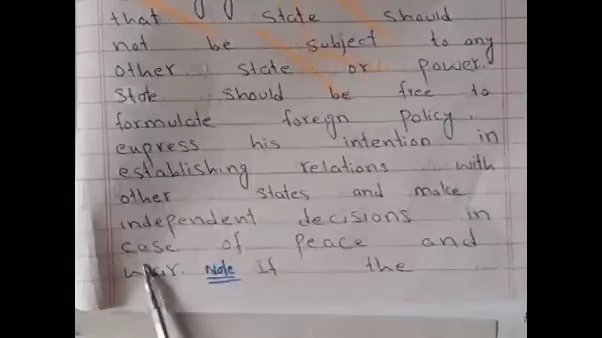 that state should
not be subject to any
other state or power.
State should be free to
formulate foreign policy,
express his intention in
establishing relations with
other states and make
independent decisions in
case of peace and
war. Note If the